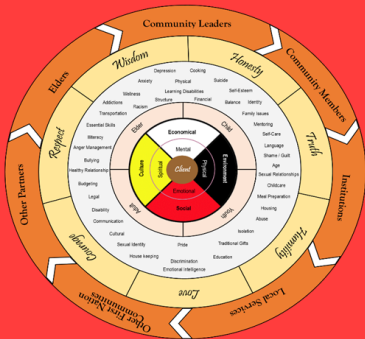 Community Leaders
Community Members
Institutions
Local Services
Other First Nation
Communities
Other Partners
Elders
Wisdom
Honesty
Truth
Humility
Love
Courage
Respect
Depression
Cooking
Anxiety
Physical
Suicide
Wellness
Learning Disabilities
Self-Esteem
Addictions
Structure
Financial
Balance
Identity
Racism
Transportation
Family Issues
Essential Skills
Mentoring
Illiteracy
Self-Care
Anger Management
Language
Bullying
Shame / Guilt
Age
Healthy Relationship
Sexual Relationships
Budgeting
Childcare
Legal
Meal Preparation
Disability
Housing
Communication
Abuse
Cultural
Isolation
Sexual Identity
Pride
Traditional Gifts
House keeping
Education
Discrimination
Emotional Intelligence
Elder
Child
Youth
Adult
Economical
Environment
Social
Culture
Mental
Physical
Emotional
Spiritual
Client